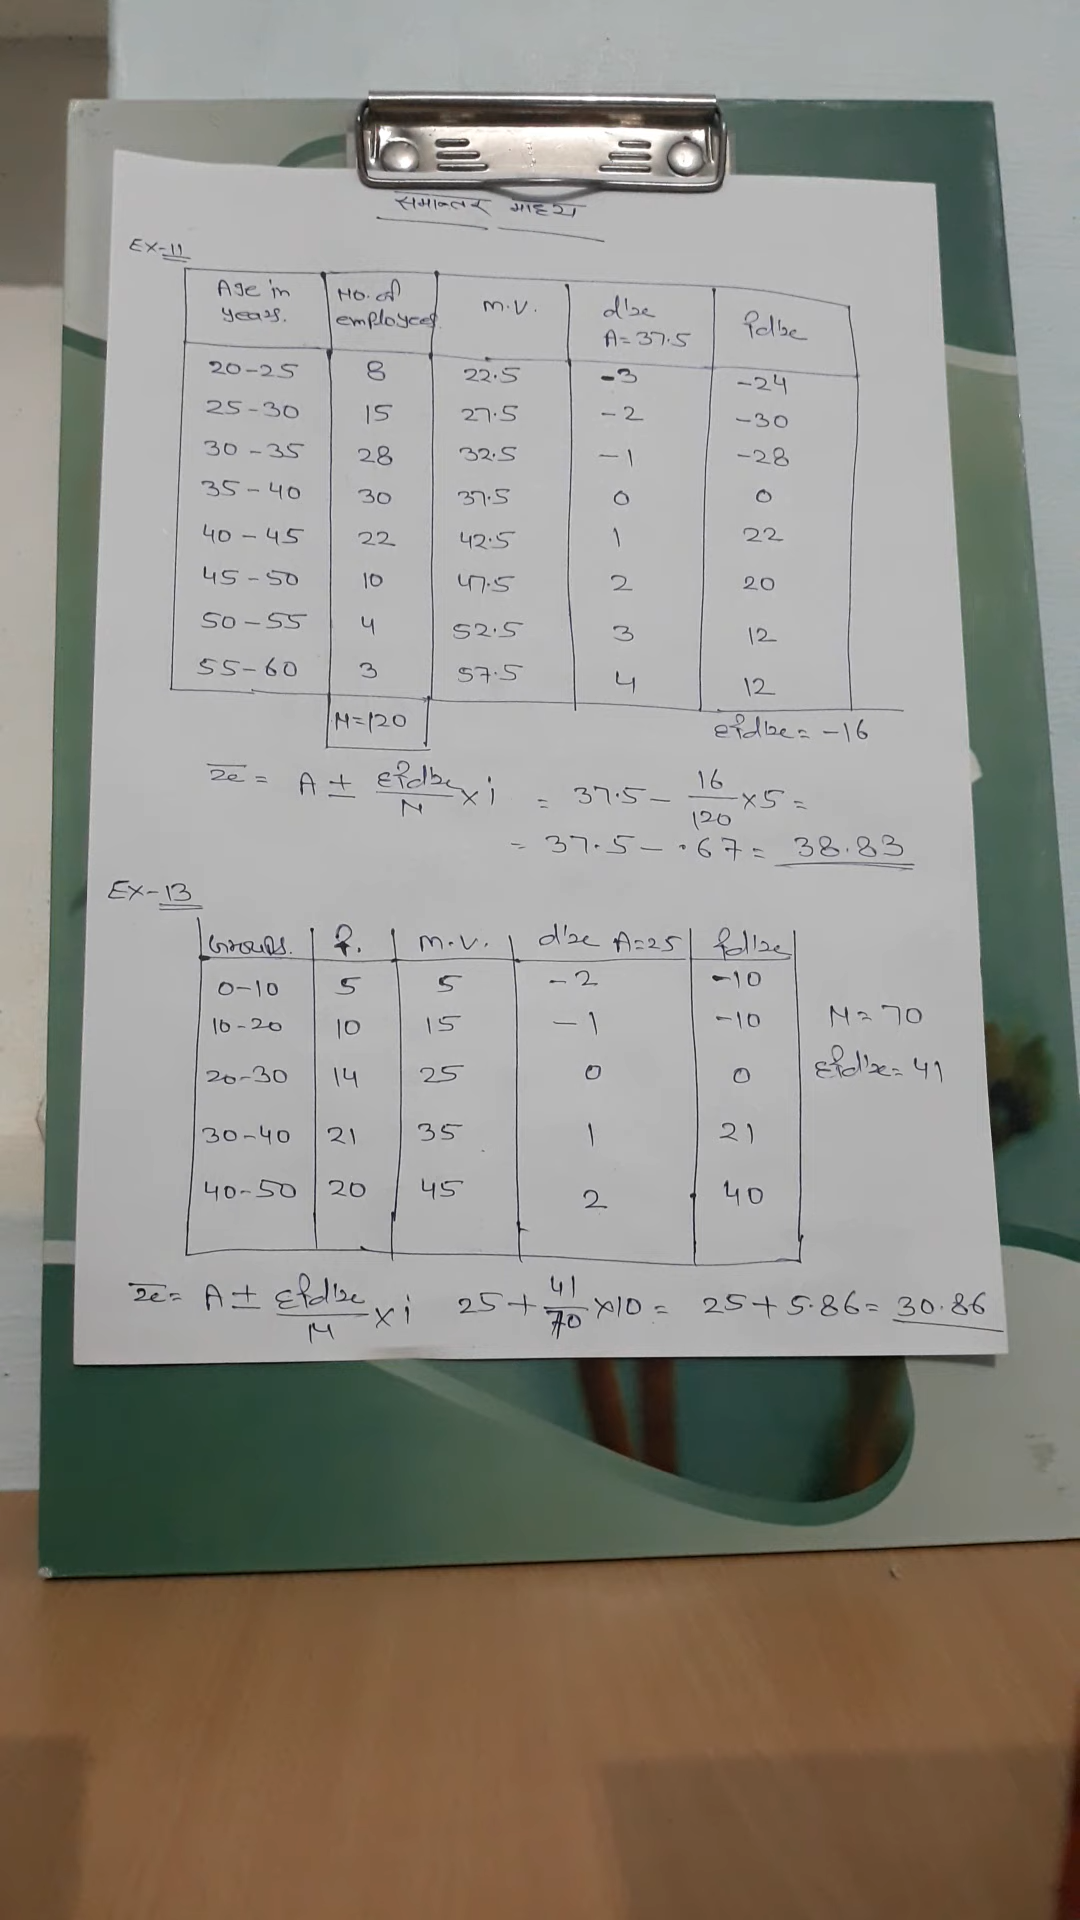 समान्तर माध्य
EX-11
Age in years. No. of employees m.v. d'x A=37.5 fd'x
20-25 8 22.5 -3 -24
25-30 15 27.5 -2 -30
30-35 28 32.5 -1 -28
35-40 30 37.5 0 0
40-45 22 42.5 1 22
45-50 10 47.5 2 20
50-55 4 52.5 3 12
55-60 3 57.5 4 12
N=120 Σfd'x = -16
x̄ = A ± Σfd'x/N × i = 37.5 - 16/120 × 5 =
= 37.5 - .67 = 38.83
EX-13
Groups. f. m.v. d'x A=25 fd'x
0-10 5 5 -2 -10
10-20 10 15 -1 -10 N=70
20-30 14 25 0 0 Σfd'x = 41
30-40 21 35 1 21
40-50 20 45 2 40
x̄ = A ± Σfd'x/N × i 25 + 41/70 × 10 = 25 + 5.86 = 30.86